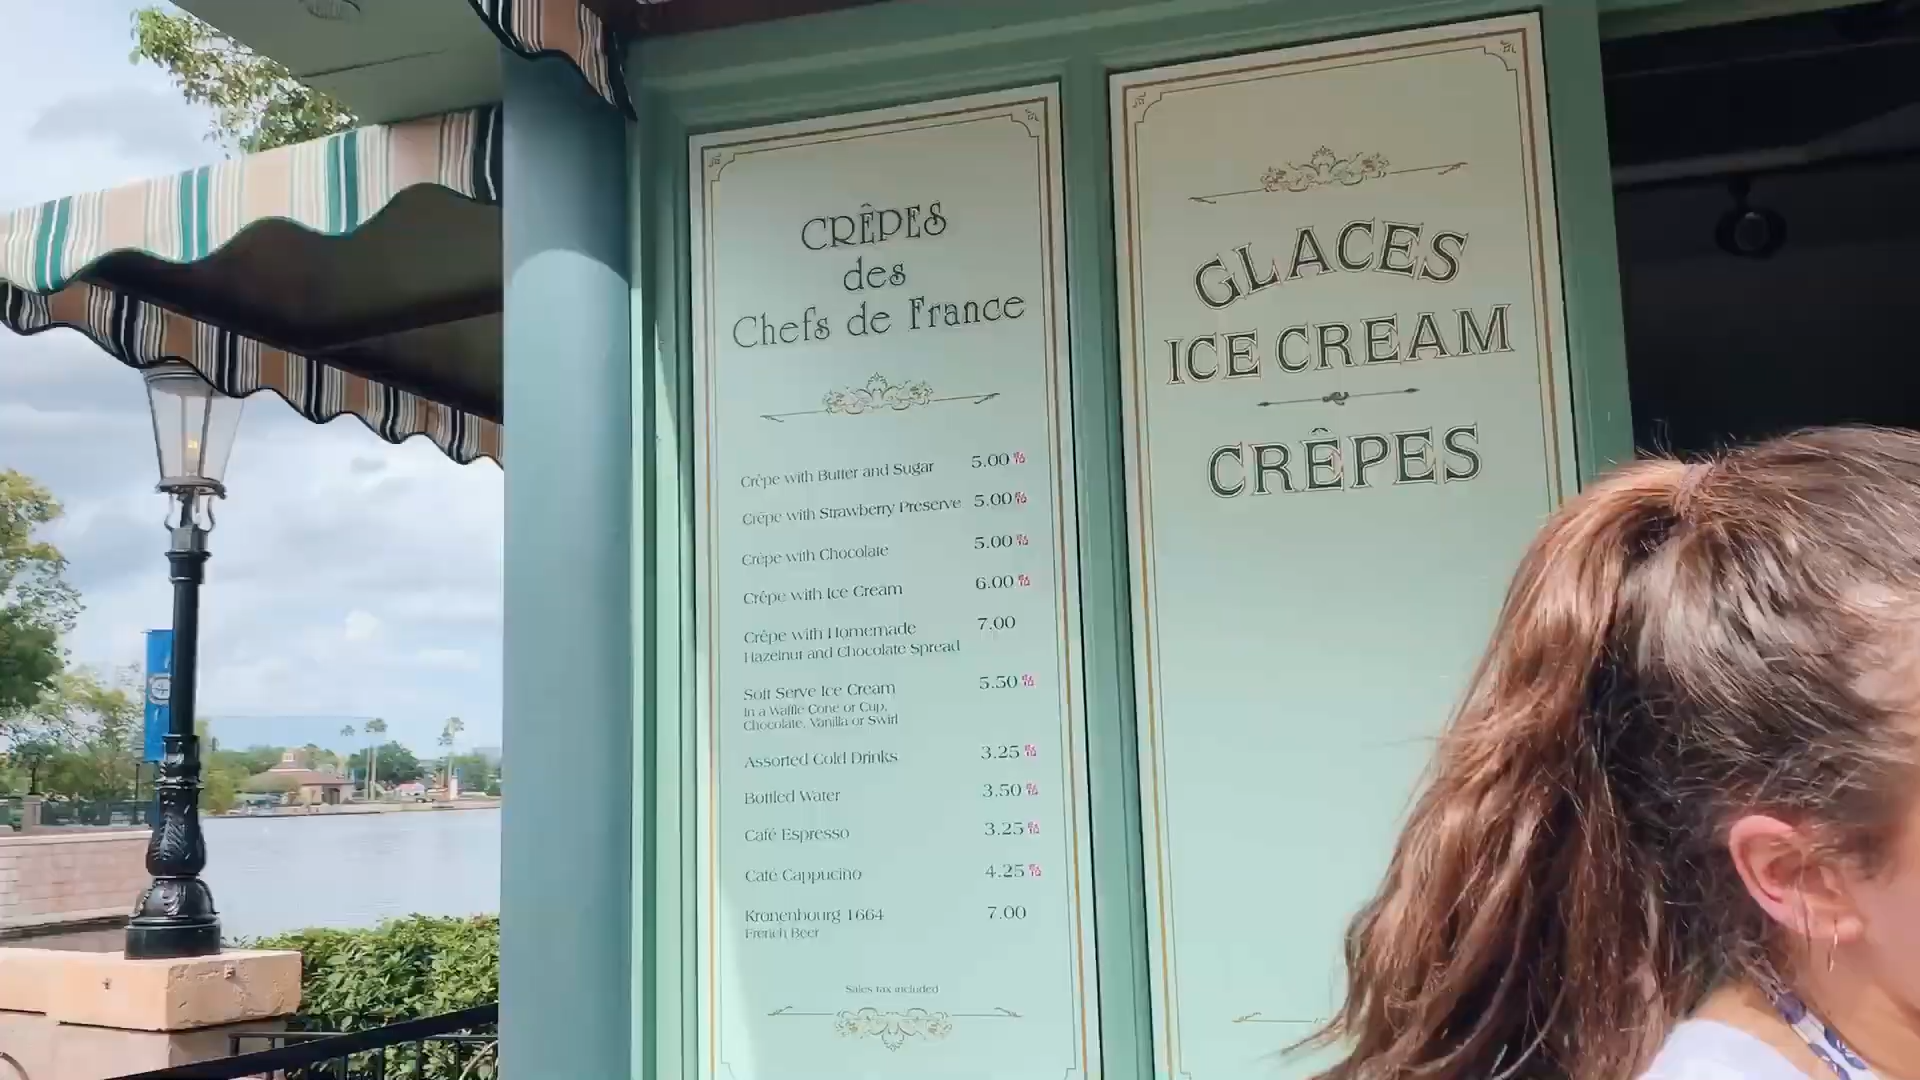 CRÊPES
des
Chefs de France
Crêpe with Butter and Sugar 5.00
Crêpe with Strawberry Preserve 5.00
Crêpe with Chocolate 5.00
Crêpe with Ice Cream 6.00
Crêpe with Homemade 7.00
Hazelnut and Chocolate Spread
Soft Serve Ice Cream 5.50
In a Waffle Cone or Cup,
Chocolate, Vanilla or Swirl
Assorted Cold Drinks 3.25
Bottled Water 3.50
Café Espresso 3.25
Café Cappucino 4.25
Kronenbourg 1664 7.00
French Beer
Sales tax included
GLACES
ICE CREAM
CRÊPES